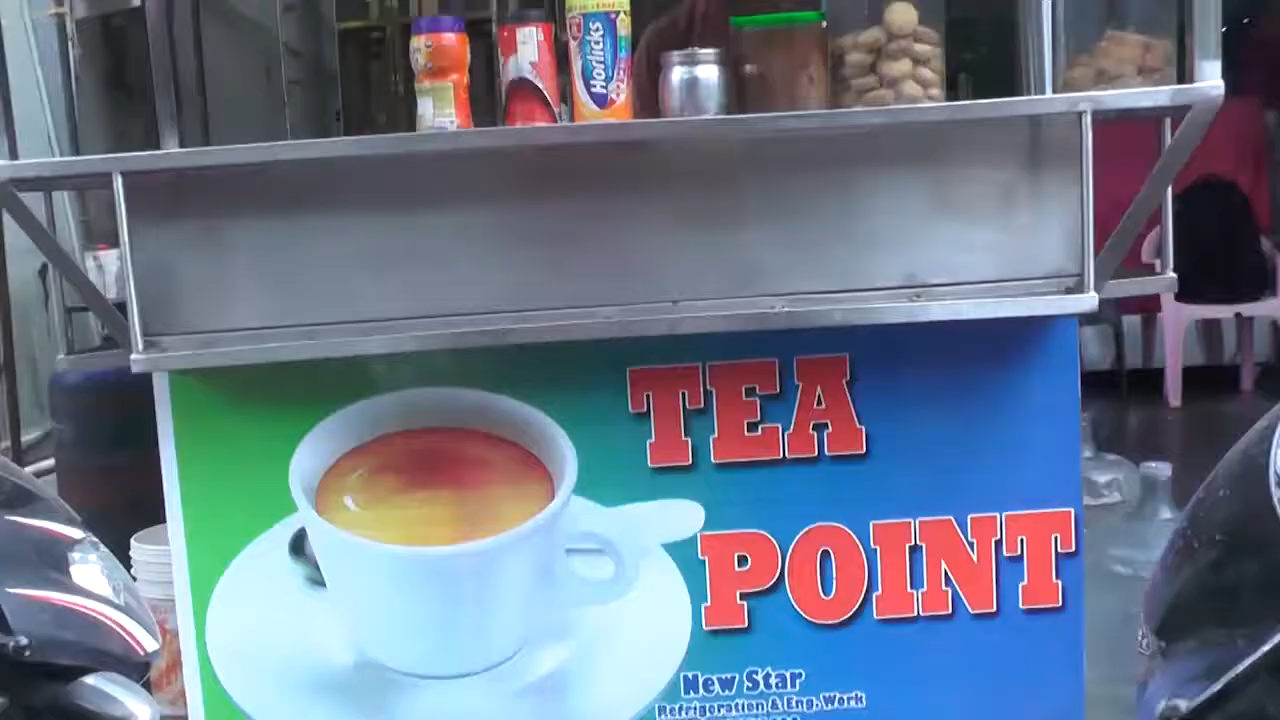 Horlicks
TEA
POINT
New Star
Refrigeration & Eng. Work